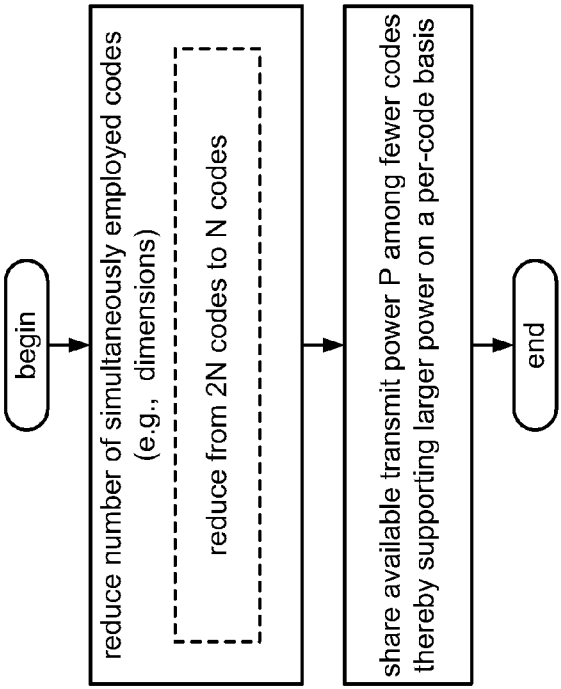 begin
reduce number of simultaneously employed codes
(e.g., dimensions)
reduce from 2N codes to N codes
share available transmit power P among fewer codes
thereby supporting larger power on a per-code basis
end